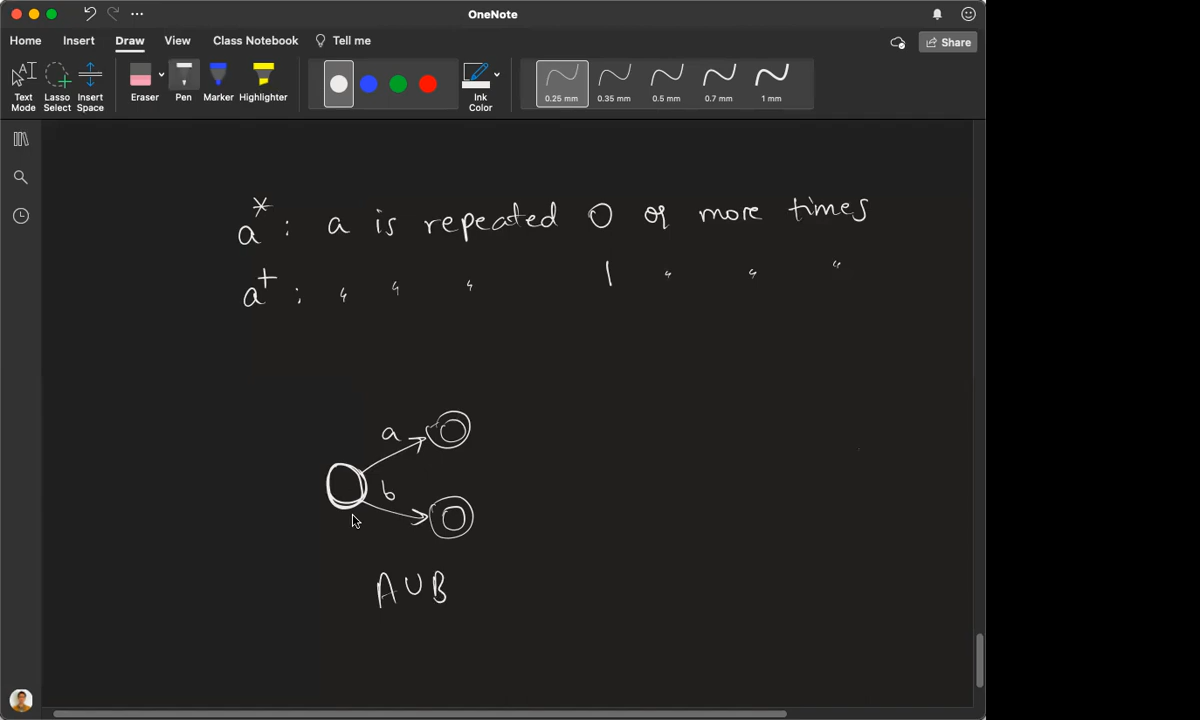 OneNote
Home Insert Draw View Class Notebook Tell me Share
Text Mode Lasso Select Insert Space Eraser Pen Marker Highlighter Ink Color 0.25 mm 0.35 mm 0.5 mm 0.7 mm 1 mm
a* : a is repeated 0 or more times
a+ : " " " 1 " " "
a
b
A ∪ B